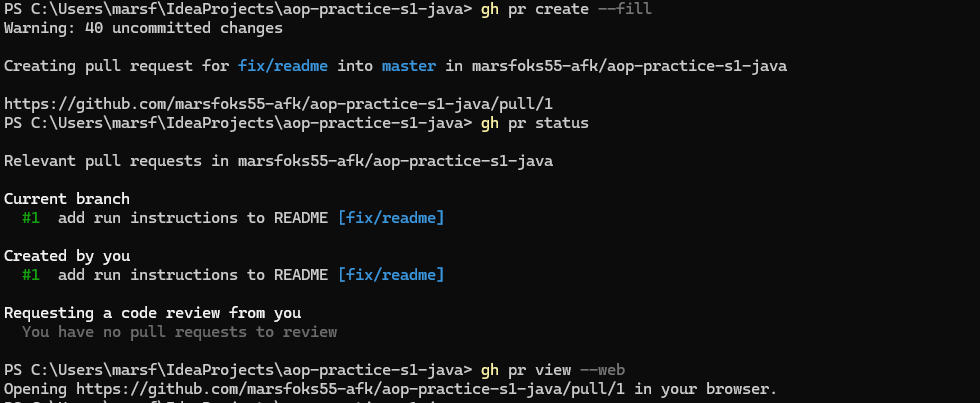 PS C:\Users\marsf\IdeaProjects\aop-practice-s1-java> gh pr create --fill
Warning: 40 uncommitted changes
Creating pull request for fix/readme into master in marsfoks55-afk/aop-practice-s1-java
https://github.com/marsfoks55-afk/aop-practice-s1-java/pull/1
PS C:\Users\marsf\IdeaProjects\aop-practice-s1-java> gh pr status
Relevant pull requests in marsfoks55-afk/aop-practice-s1-java
Current branch
#1 add run instructions to README [fix/readme]
Created by you
#1 add run instructions to README [fix/readme]
Requesting a code review from you
You have no pull requests to review
PS C:\Users\marsf\IdeaProjects\aop-practice-s1-java> gh pr view --web
Opening https://github.com/marsfoks55-afk/aop-practice-s1-java/pull/1 in your browser.